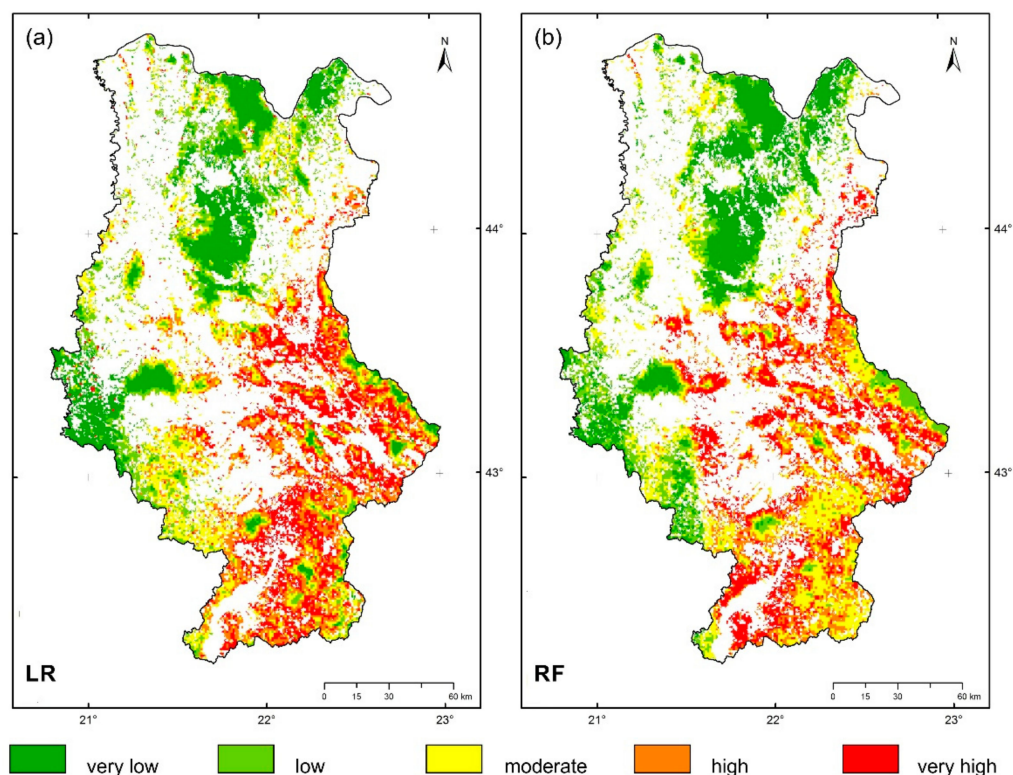 (a)
N
(b)
N
44°
44°
43°
43°
LR
0 15 30 60 km
RF
0 15 30 60 km
21°
22°
23°
21°
22°
23°
very low
low
moderate
high
very high